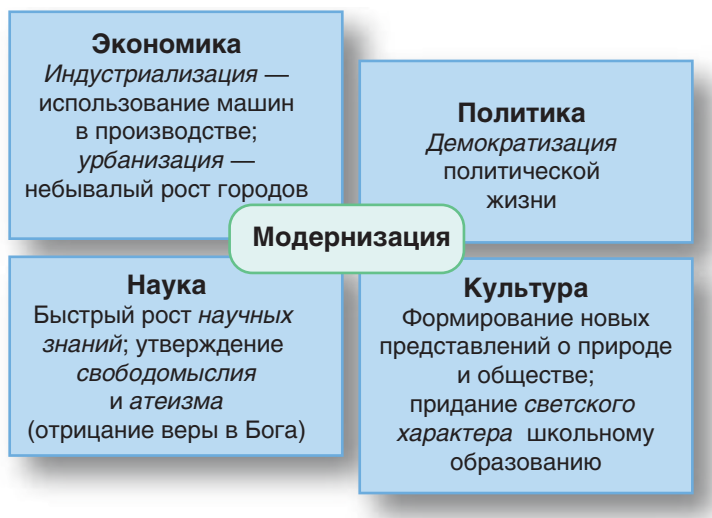 Экономика
Индустриализация —
использование машин
в производстве;
урбанизация —
небывалый рост городов
Политика
Демократизация
политической
жизни
Модернизация
Наука
Быстрый рост научных
знаний; утверждение
свободомыслия
и атеизма
(отрицание веры в Бога)
Культура
Формирование новых
представлений о природе
и обществе;
придание светского
характера школьному
образованию